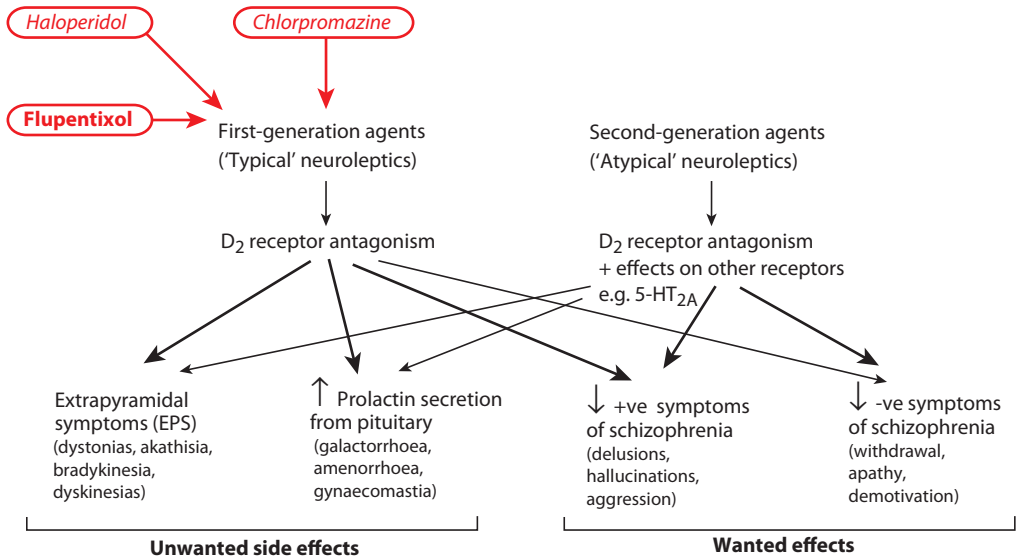 Haloperidol
Chlorpromazine
Flupentixol
First-generation agents
('Typical' neuroleptics)
Second-generation agents
('Atypical' neuroleptics)
D2 receptor antagonism
D2 receptor antagonism
+ effects on other receptors
e.g. 5-HT2A
Extrapyramidal
symptoms (EPS)
(dystonias, akathisia,
bradykinesia,
dyskinesias)
↑ Prolactin secretion
from pituitary
(galactorrhoea,
amenorrhoea,
gynaecomastia)
↓ +ve symptoms
of schizophrenia
(delusions,
hallucinations,
aggression)
↓ -ve symptoms
of schizophrenia
(withdrawal,
apathy,
demotivation)
Unwanted side effects
Wanted effects